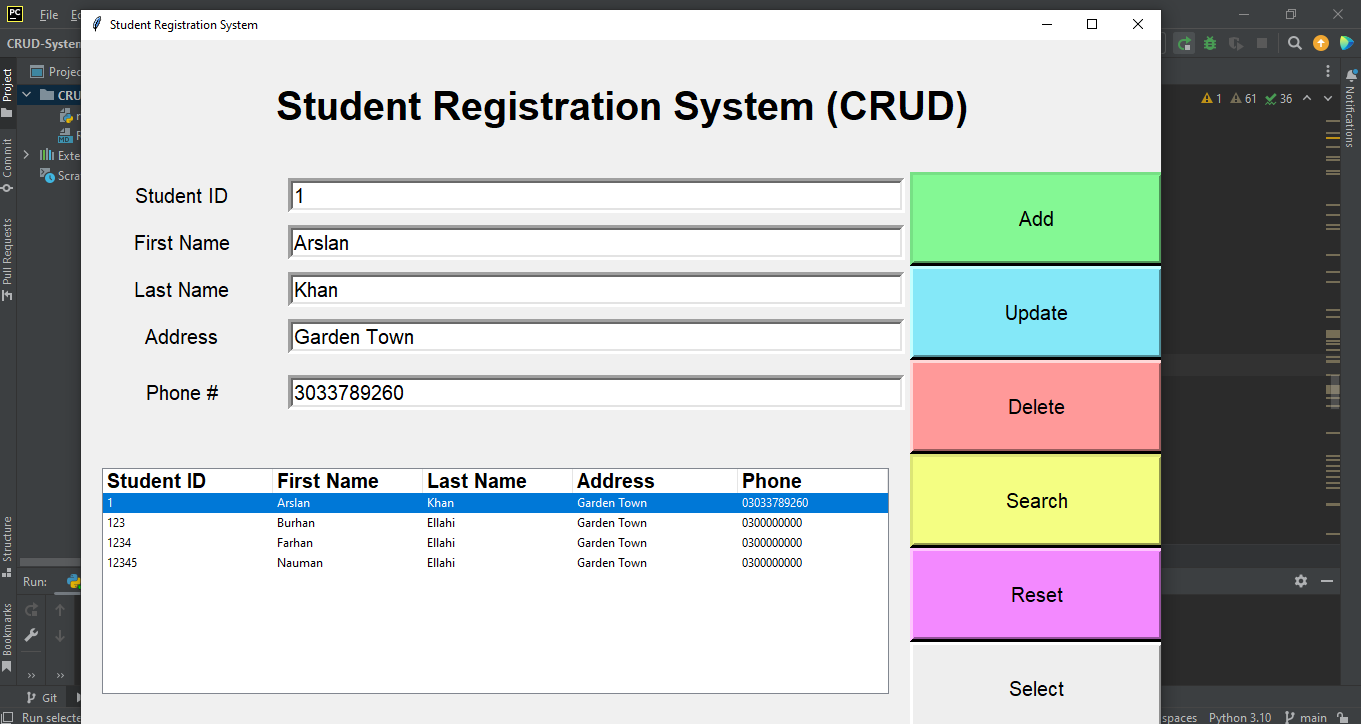 PC File
Student Registration System
CRUD-System
Project
1 61 36
Project
Commit
Pull Requests
Structure
Bookmarks
Notifications
Student Registration System (CRUD)
Student ID 1 Add
First Name Arslan
Last Name Khan Update
Address Garden Town
Phone # 3033789260 Delete
Search
Reset
Select
Student ID First Name Last Name Address Phone
1 Arslan Khan Garden Town 03033789260
123 Burhan Ellahi Garden Town 0300000000
1234 Farhan Ellahi Garden Town 0300000000
12345 Nauman Ellahi Garden Town 0300000000
Run:
Git
Run selecte
spaces Python 3.10 main